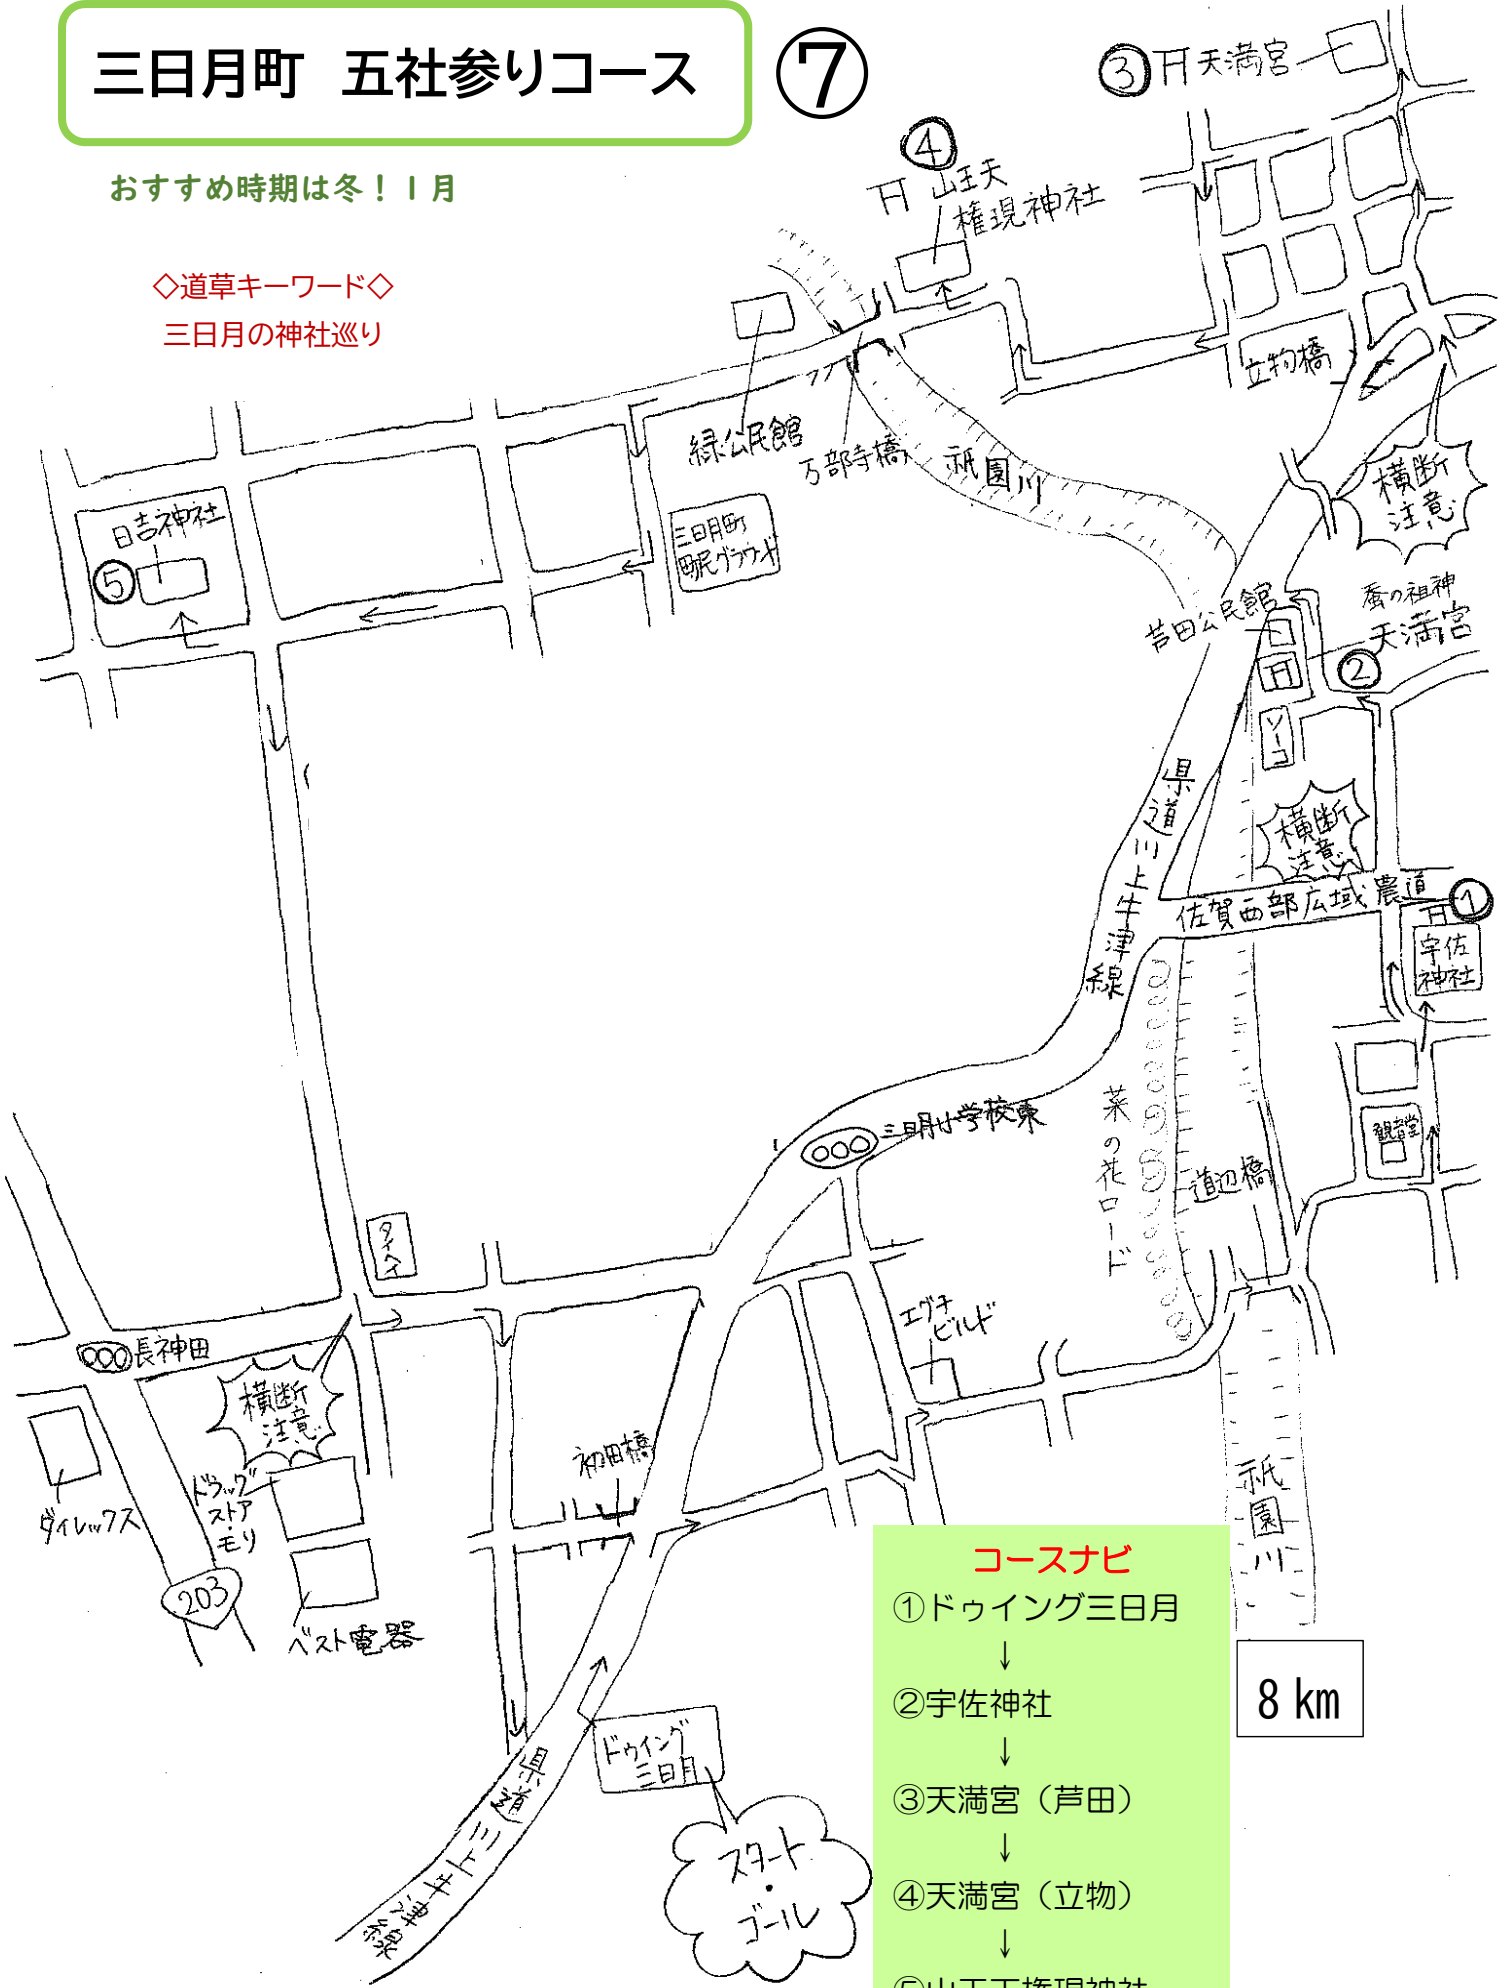 三日月町 五社参りコース
⑦
おすすめ時期は冬！１月
◇道草キーワード◇
三日月の神社巡り
③
天満宮
④
山王天
権現神社
立物橋
緑公民館
万部寺橋
祇園川
横断
注意
日吉神社
⑤
三日月町
町民グラウンド
芦田公民館
蚕の祖神
天満宮
②
ソーコ
県道川上牛津線
横断
注意
佐賀西部広域農道
①
宇佐
神社
三日月小学校東
菜の花ロード
観音堂
道辺橋
タイヘイ
長神田
エグチ
ビルド
横断
注意
初田橋
ダイレックス
ドラッグ
ストア
・
モリ
203
ベスト電器
祇園川
ドゥイング
三日月
県道川上牛津線
スタート
・
ゴール
コースナビ
①ドゥイング三日月
↓
②宇佐神社
↓
③天満宮（芦田）
↓
④天満宮（立物）
↓
⑤山王天権現神社
8 km